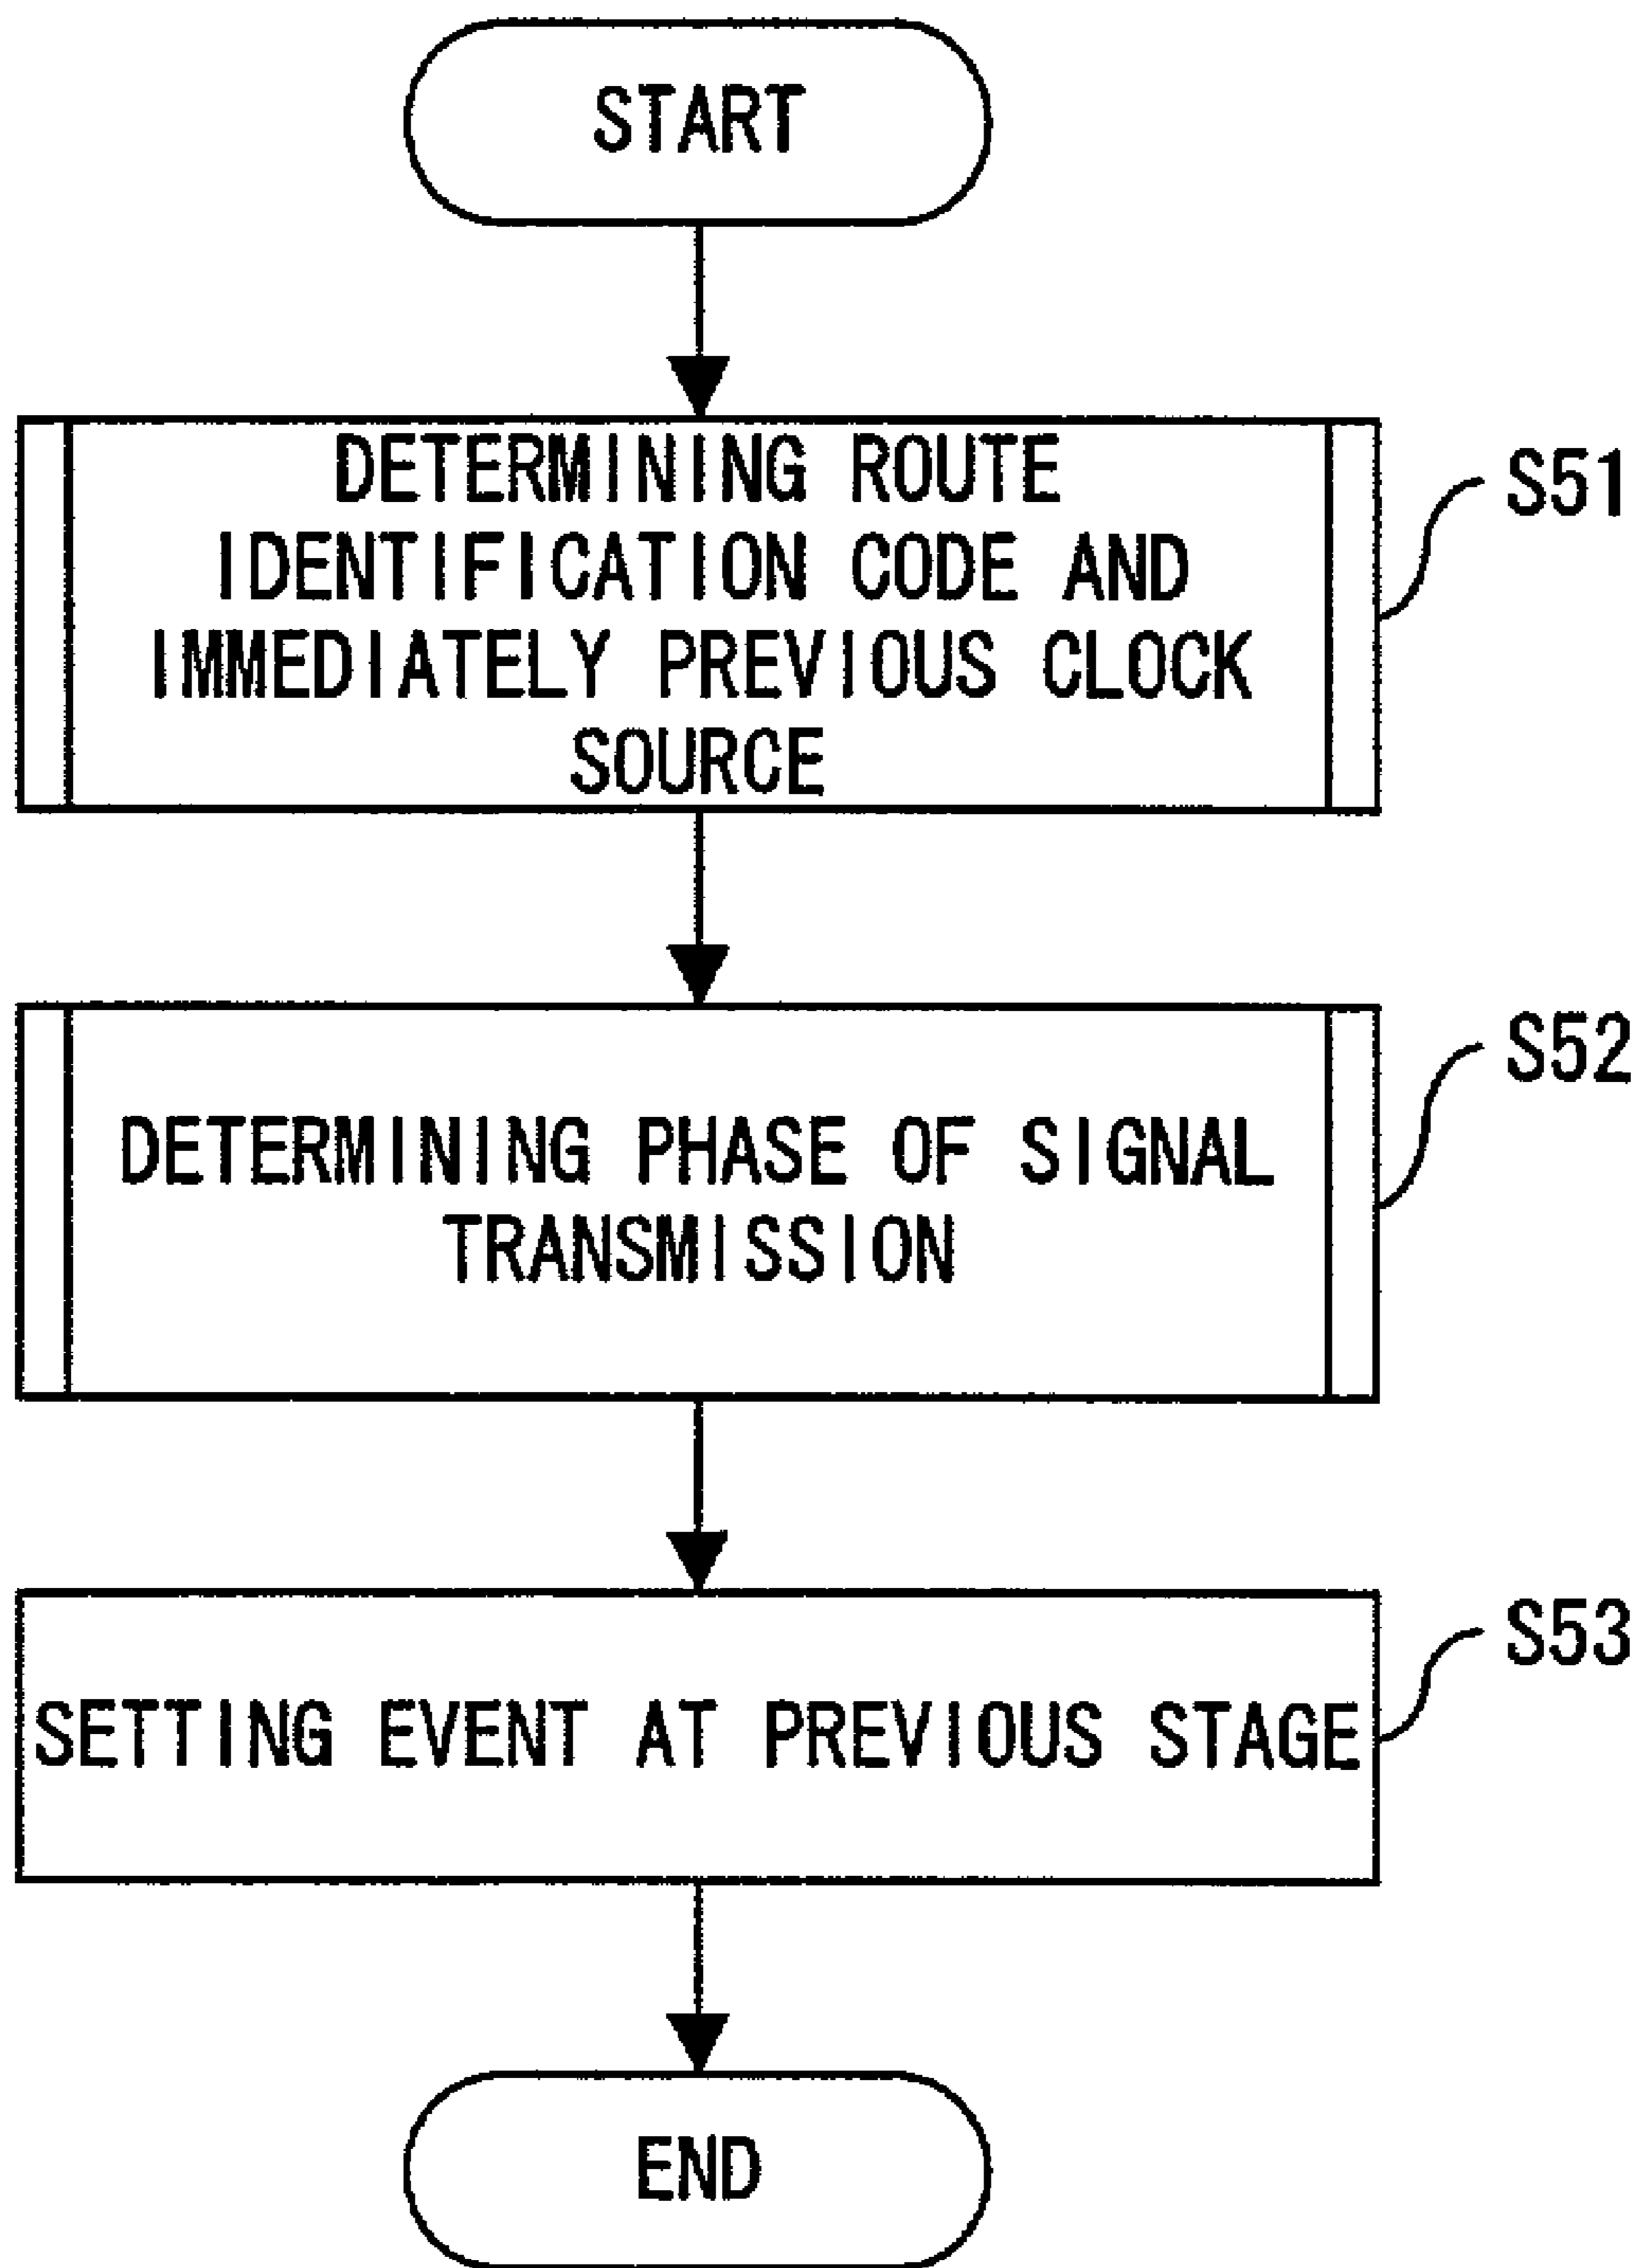 START
DETERMINING ROUTE
IDENTIFICATION CODE AND
IMMEDIATELY PREVIOUS CLOCK
SOURCE
S51
DETERMINING PHASE OF SIGNAL
TRANSMISSION
S52
SETTING EVENT AT PREVIOUS STAGE
S53
END